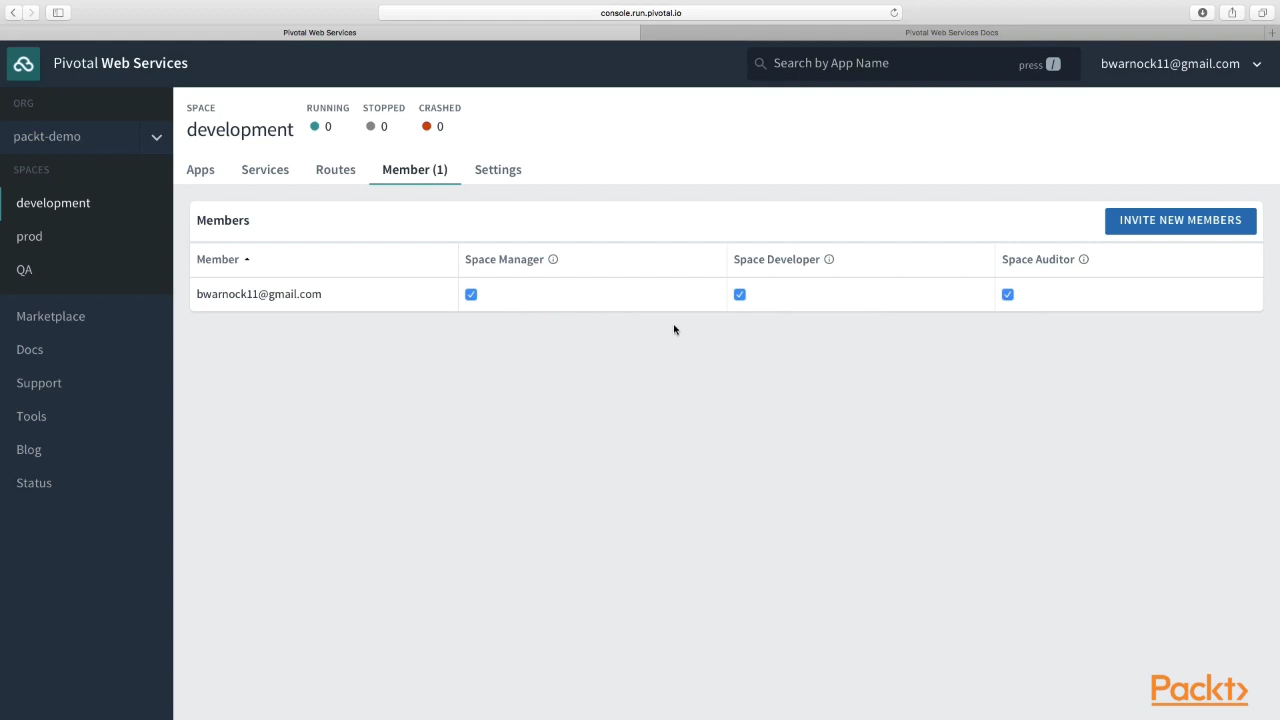 console.run.pivotal.io
Pivotal Web Services
Pivotal Web Services Docs
Pivotal Web Services
Search by App Name
press /
bwarnock11@gmail.com
ORG
packt-demo
SPACES
development
prod
QA
Marketplace
Docs
Support
Tools
Blog
Status
SPACE
development
RUNNING
0
STOPPED
0
CRASHED
0
Apps
Services
Routes
Member (1)
Settings
Members
INVITE NEW MEMBERS
Member
Space Manager
Space Developer
Space Auditor
bwarnock11@gmail.com
Packt